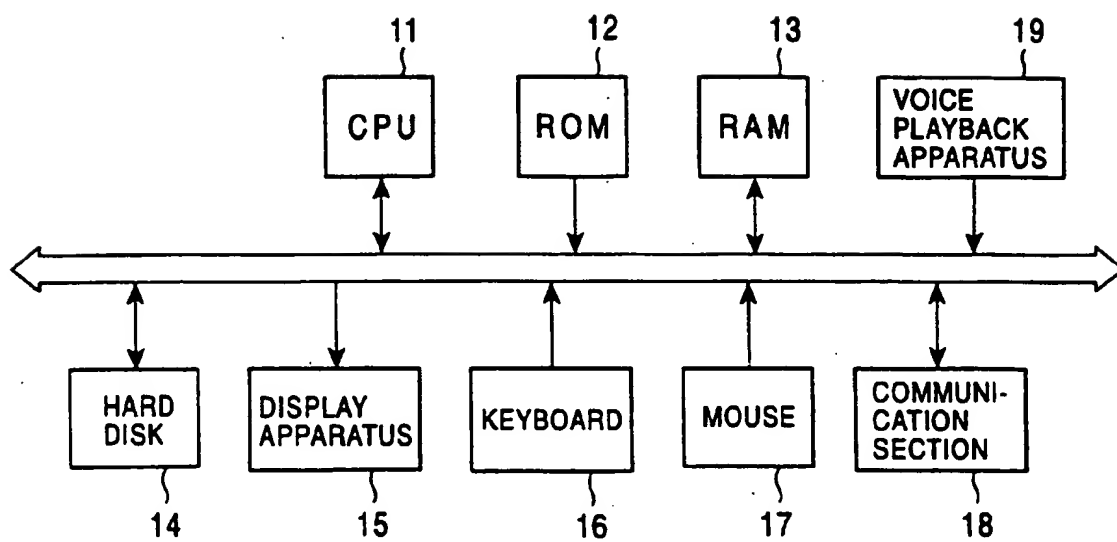 11
12
13
19
CPU
ROM
RAM
VOICE
PLAYBACK
APPARATUS
HARD
DISK
DISPLAY
APPARATUS
KEYBOARD
MOUSE
COMMUNI-
CATION
SECTION
14
15
16
17
18